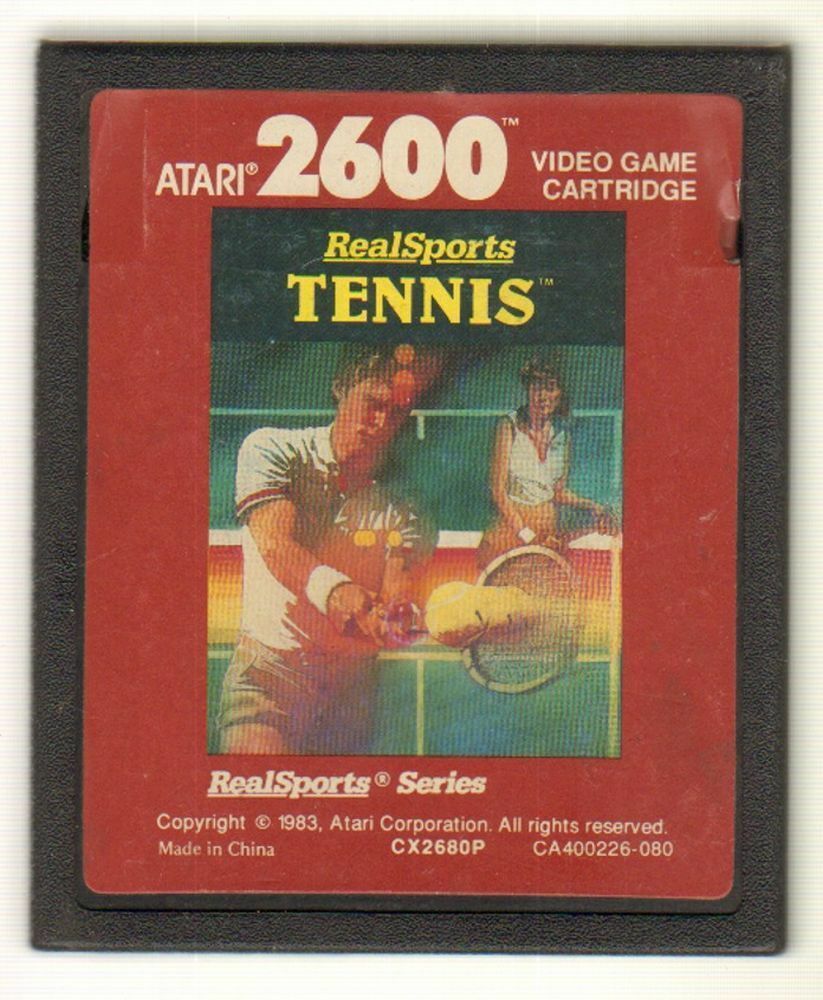 ATARI® 2600™ VIDEO GAME CARTRIDGE
RealSports
TENNIS™
RealSports® Series
Copyright © 1983, Atari Corporation. All rights reserved.
Made in China CX2680P CA400226-080